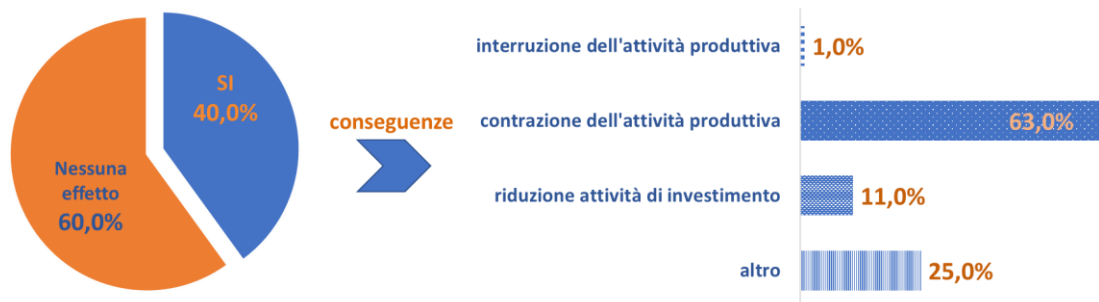 SI
40,0%
Nessuna
effetto
60,0%
conseguenze
interruzione dell'attività produttiva
1,0%
contrazione dell'attività produttiva
63,0%
riduzione attività di investimento
11,0%
altro
25,0%